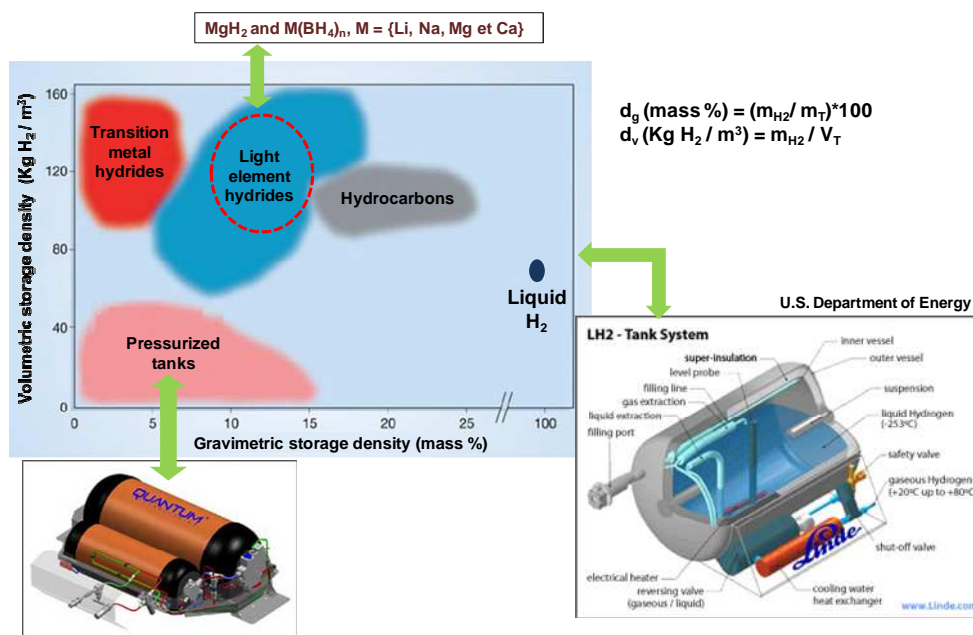 MgH2 and M(BH4)n, M = {Li, Na, Mg et Ca}
Volumetric storage density (Kg H2 / m3)
160
120
80
40
0
Transition
metal
hydrides
Light
element
hydrides
Hydrocarbons
Liquid
H2
Pressurized
tanks
0
5
10
15
20
25
100
Gravimetric storage density (mass %)
dg (mass %) = (mH2/ mT)*100
dv (Kg H2 / m3) = mH2 / VT
U.S. Department of Energy
LH2 - Tank System
inner vessel
outer vessel
super-insulation
level probe
filling line
gas extraction
liquid extraction
filling port
suspension
liquid Hydrogen
(-253ºC)
safety valve
gaseous Hydrogen
(+20ºC up to +80ºC)
shut-off valve
Linde
electrical heater
reversing valve
(gaseous / liquid)
cooling water
heat exchanger
www.Linde.com
QUANTUM